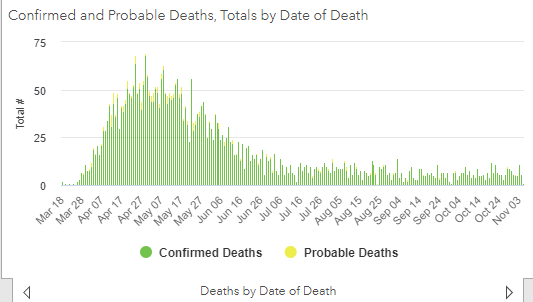 Confirmed and Probable Deaths, Totals by Date of Death
75
50
25
0
Total #
Mar 18
Mar 28
Apr 07
Apr 17
Apr 27
May 07
May 17
May 27
Jun 06
Jun 16
Jun 26
Jul 06
Jul 16
Jul 26
Aug 05
Aug 15
Aug 25
Sep 04
Sep 14
Sep 24
Oct 04
Oct 14
Oct 24
Nov 03
Confirmed Deaths
Probable Deaths
Deaths by Date of Death